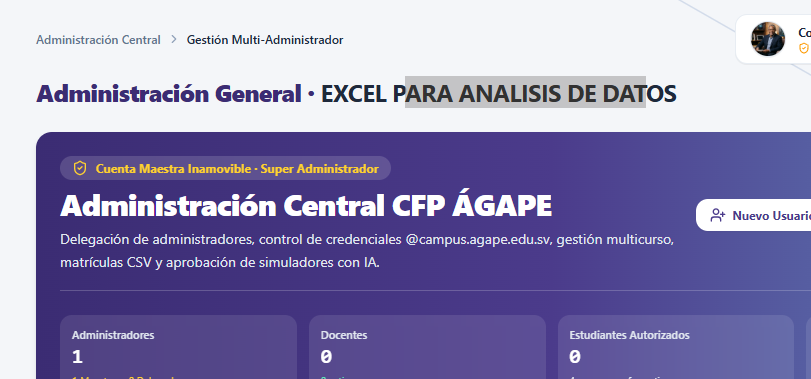 Administración Central > Gestión Multi-Administrador
Co
Administración General · EXCEL PARA ANALISIS DE DATOS
Cuenta Maestra Inamovible · Super Administrador
Administración Central CFP ÁGAPE
Nuevo Usuario
Delegación de administradores, control de credenciales @campus.agape.edu.sv, gestión multicurso,
matrículas CSV y aprobación de simuladores con IA.
Administradores
Docentes
Estudiantes Autorizados
1
0
0